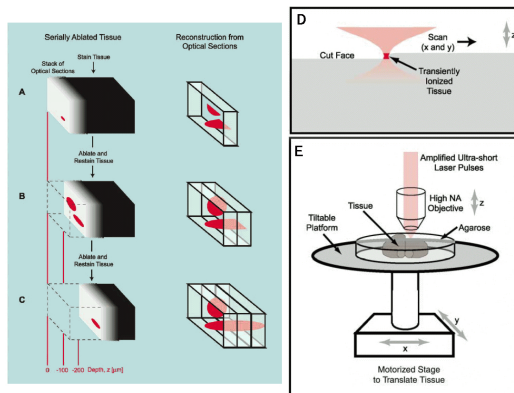 Serially Ablated Tissue
Reconstruction from
Optical Sections
Stack of
Optical Sections
Stain Tissue
A
Ablate and
Restain Tissue
B
Ablate and
Restain Tissue
C
0
-100
-200
Depth, z [µm]
D
Scan
(x and y)
z
Cut Face
Transiently
Ionized
Tissue
E
Amplified Ultra-short
Laser Pulses
High NA
Objective
z
Tissue
Tiltable
Platform
Agarose
y
x
Motorized Stage
to Translate Tissue